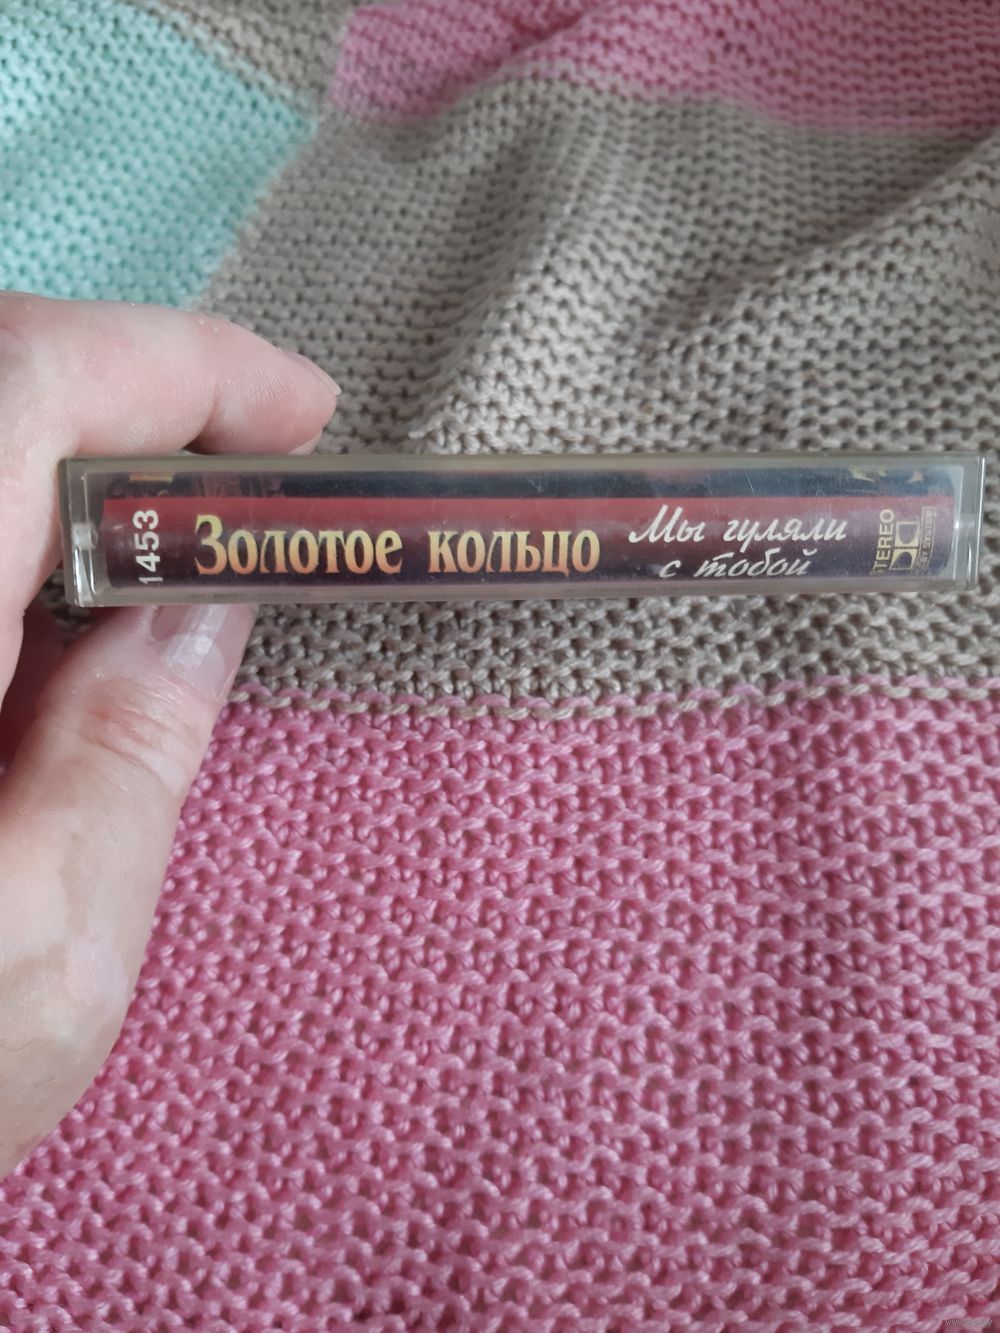 1453
Золотое кольцо
Мы гуляли
с тобой
STEREO